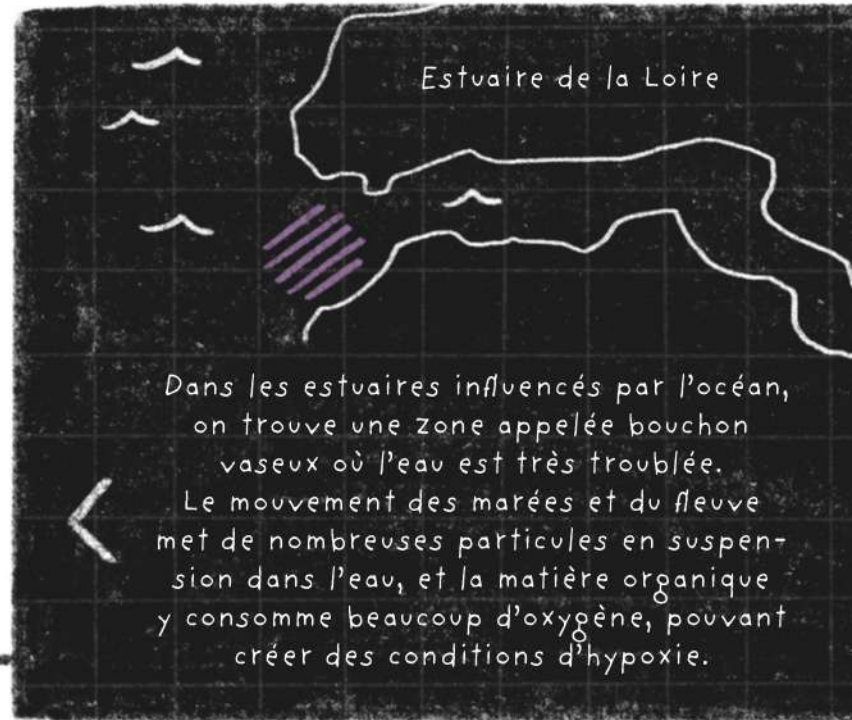 Estuaire de la Loire
Dans les estuaires influencés par l'océan,
on trouve une zone appelée bouchon
vaseux où l'eau est très troublée.
Le mouvement des marées et du fleuve
met de nombreuses particules en suspen-
sion dans l'eau, et la matière organique
y consomme beaucoup d'oxygène, pouvant
créer des conditions d'hypoxie.